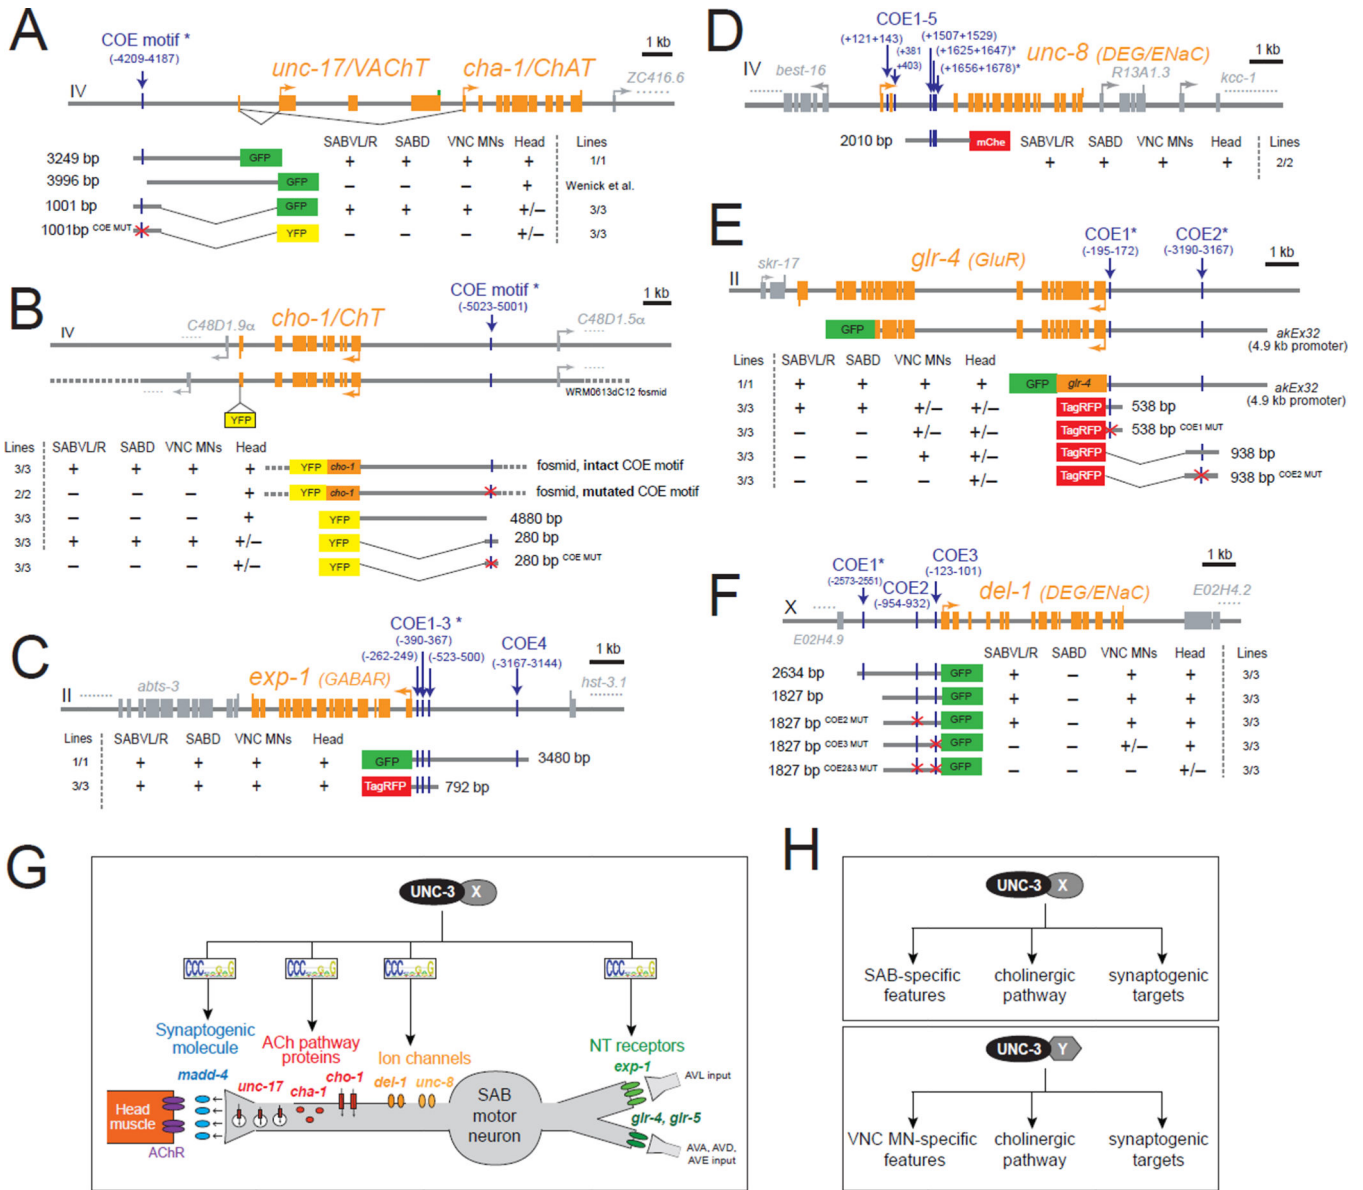 A
COE motif *
(-4209-4187)
1 kb
unc-17/VAChT
cha-1/ChAT
ZC416.6
IV
SABVL/R SABD VNC MNs Head Lines
3249 bp GFP + + + + 1/1
3996 bp GFP − − − + Wenick et al.
1001 bp GFP + + + +/− 3/3
1001bp COE MUT YFP − − − +/− 3/3
B
COE motif *
(-5023-5001)
1 kb
IV
C48D1.9α
cho-1/ChT
C48D1.5α
WRM0613dC12 fosmid
YFP
Lines SABVL/R SABD VNC MNs Head
3/3 + + + + YFP cho-1 fosmid, intact COE motif
2/2 − − − + YFP cho-1 fosmid, mutated COE motif
3/3 − − − + YFP 4880 bp
3/3 + + + +/− YFP 280 bp
3/3 − − − +/− YFP 280 bp COE MUT
C
COE1-3 *
(-390-367)
(-262-249) (-523-500)
COE4
(-3167-3144)
1 kb
II
abts-3
exp-1 (GABAR)
hst-3.1
Lines SABVL/R SABD VNC MNs Head
1/1 + + + + GFP 3480 bp
3/3 + + + + TagRFP 792 bp
D
COE1-5
(+121+143)
(+381
+403)
(+1507+1529)
(+1625+1647)*
(+1656+1678)*
unc-8 (DEG/ENaC)
1 kb
IV
best-16
R13A1.3
kcc-1
2010 bp mChe
SABVL/R SABD VNC MNs Head Lines
+ + + + 2/2
E
COE1*
(-195-172)
COE2*
(-3190-3167)
1 kb
II
skr-17
glr-4 (GluR)
GFP
akEx32
(4.9 kb promoter)
Lines SABVL/R SABD VNC MNs Head
1/1 + + + + GFP glr-4 akEx32
(4.9 kb promoter)
3/3 + + +/− +/− TagRFP 538 bp
3/3 − − +/− +/− TagRFP 538 bp COE1 MUT
3/3 − − + +/− TagRFP 938 bp
3/3 − − − +/− TagRFP 938 bp COE2 MUT
F
COE1*
(-2573-2551)
COE2
(-954-932)
COE3
(-123-101)
1 kb
X
E02H4.9
del-1 (DEG/ENaC)
E02H4.2
SABVL/R SABD VNC MNs Head Lines
2634 bp GFP + − + + 3/3
1827 bp GFP + − + + 3/3
1827 bp COE2 MUT GFP + − + + 3/3
1827 bp COE3 MUT GFP − − +/− + 3/3
1827 bp COE2&3 MUT GFP − − − +/− 3/3
G
UNC-3 X
Synaptogenic
molecule
ACh pathway
proteins
Ion channels
NT receptors
madd-4
unc-17
cha-1
cho-1
del-1
unc-8
exp-1
glr-4, glr-5
AVL input
AVA, AVD,
AVE input
Head
muscle
AChR
SAB
motor
neuron
H
UNC-3 X
SAB-specific
features
cholinergic
pathway
synaptogenic
targets
UNC-3 Y
VNC MN-specific
features
cholinergic
pathway
synaptogenic
targets